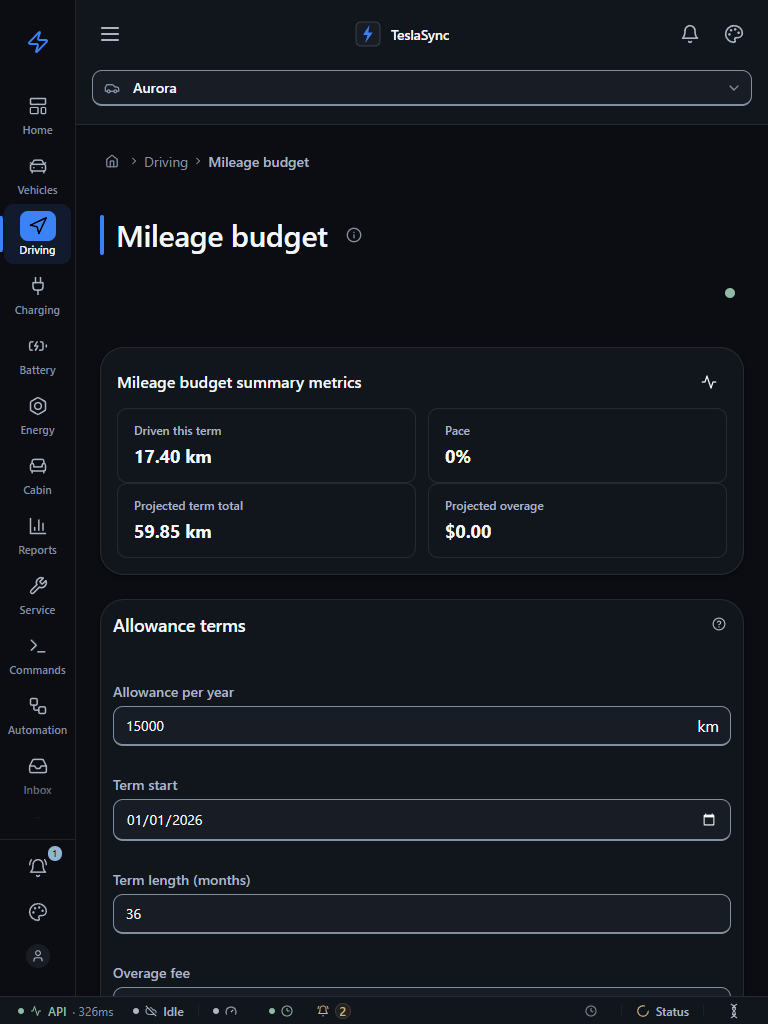 TeslaSync
Aurora
Home
Vehicles
Driving
Charging
Battery
Energy
Cabin
Reports
Service
Commands
Automation
Inbox
1
Driving
Mileage budget
Mileage budget
Mileage budget summary metrics
Driven this term
17.40 km
Pace
0%
Projected term total
59.85 km
Projected overage
$0.00
Allowance terms
Allowance per year
15000
km
Term start
01/01/2026
Term length (months)
36
Overage fee
API · 326ms
Idle
2
Status